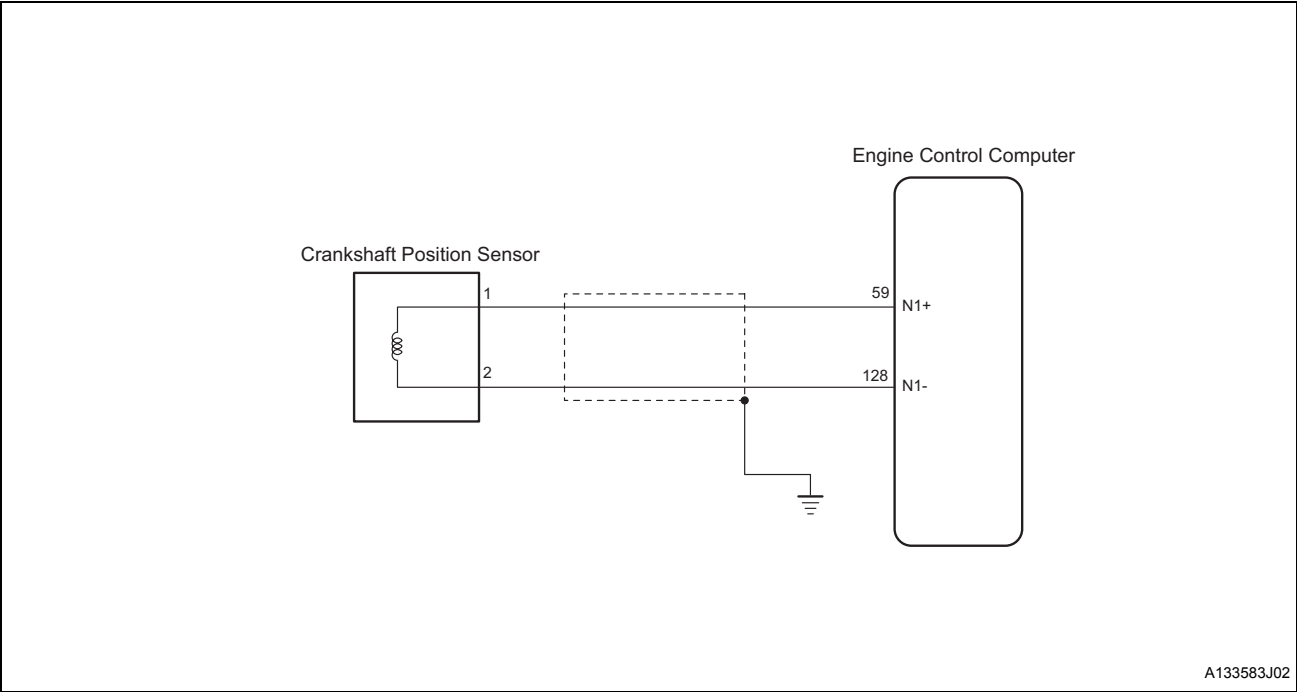 Engine Control Computer
Crankshaft Position Sensor
1
59
N1+
2
128
N1-
A133583J02